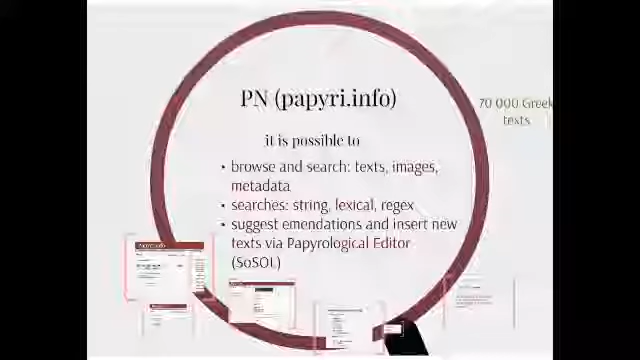 PN (papyri.info)
70 000 Greek
texts
it is possible to
• browse and search: texts, images,
metadata
• searches: string, lexical, regex
• suggest emendations and insert new
texts via Papyrological Editor
(SoSOL)